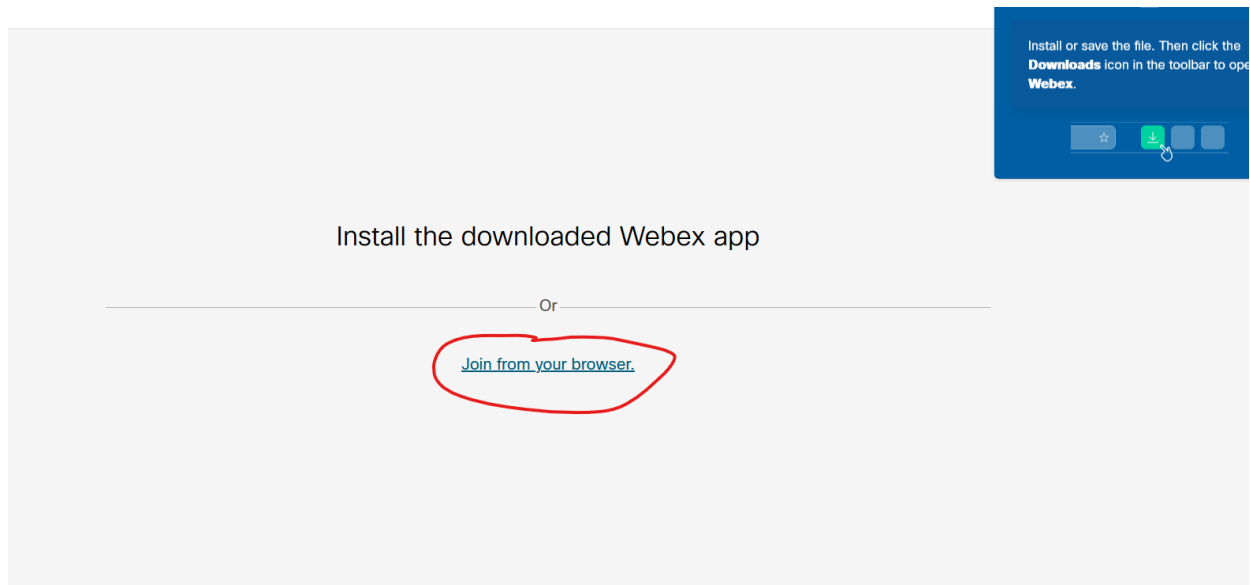 Install or save the file. Then click the
Downloads icon in the toolbar to ope
Webex.
Install the downloaded Webex app
Or
Join from your browser.